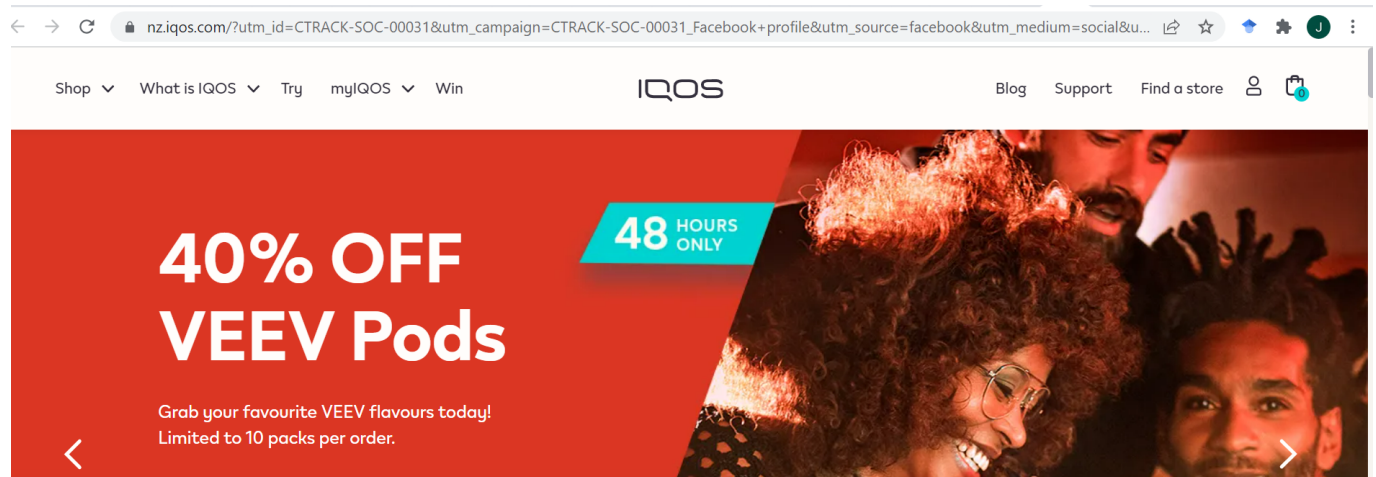 nz.iqos.com/?utm_id=CTRACK-SOC-00031&utm_campaign=CTRACK-SOC-00031_Facebook+profile&utm_source=facebook&utm_medium=social&u... J
Shop What is IQOS Try myIQOS Win IQOS Blog Support Find a store 0
48 HOURS
ONLY
40% OFF
VEEV Pods
Grab your favourite VEEV flavours today!
Limited to 10 packs per order.